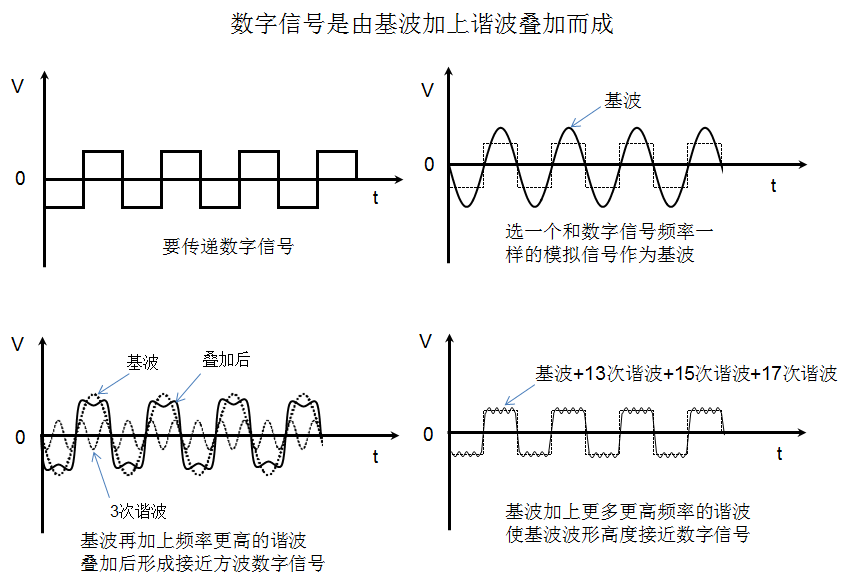 数字信号是由基波加上谐波叠加而成
V
0
t
要传递数字信号
V
基波
0
t
选一个和数字信号频率一
样的模拟信号作为基波
V
基波
叠加后
0
t
3次谐波
基波再加上频率更高的谐波
叠加后形成接近方波数字信号
V
基波+13次谐波+15次谐波+17次谐波
0
t
基波加上更多更高频率的谐波
使基波波形高度接近数字信号